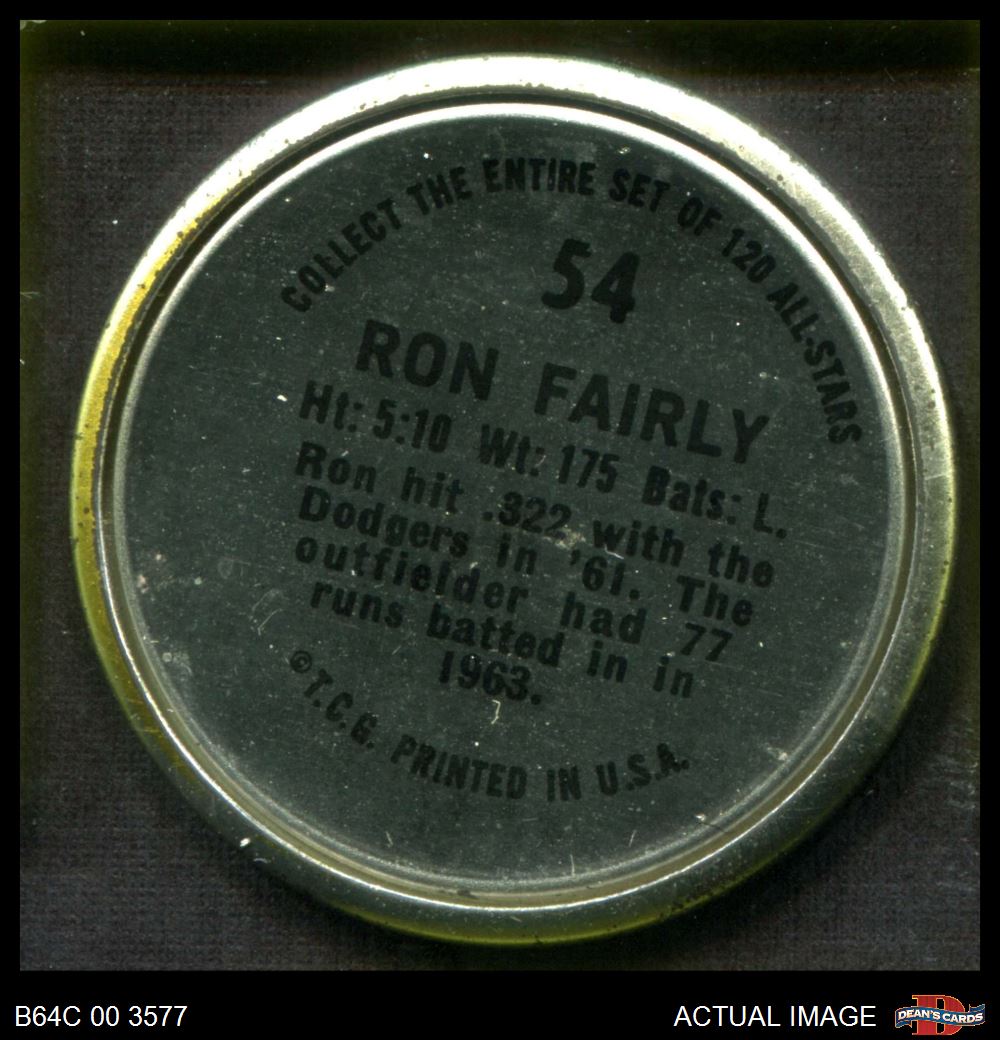 COLLECT THE ENTIRE SET OF 120 ALL-STARS
54
RON FAIRLY
Ht: 5:10 Wt: 175 Bats: L.
Ron hit .322 with the
Dodgers in '61. The
outfielder had 77
runs batted in in
1963.
©T.C.G. PRINTED IN U.S.A.
B64C 00 3577
ACTUAL IMAGE
D
DEAN'S CARDS